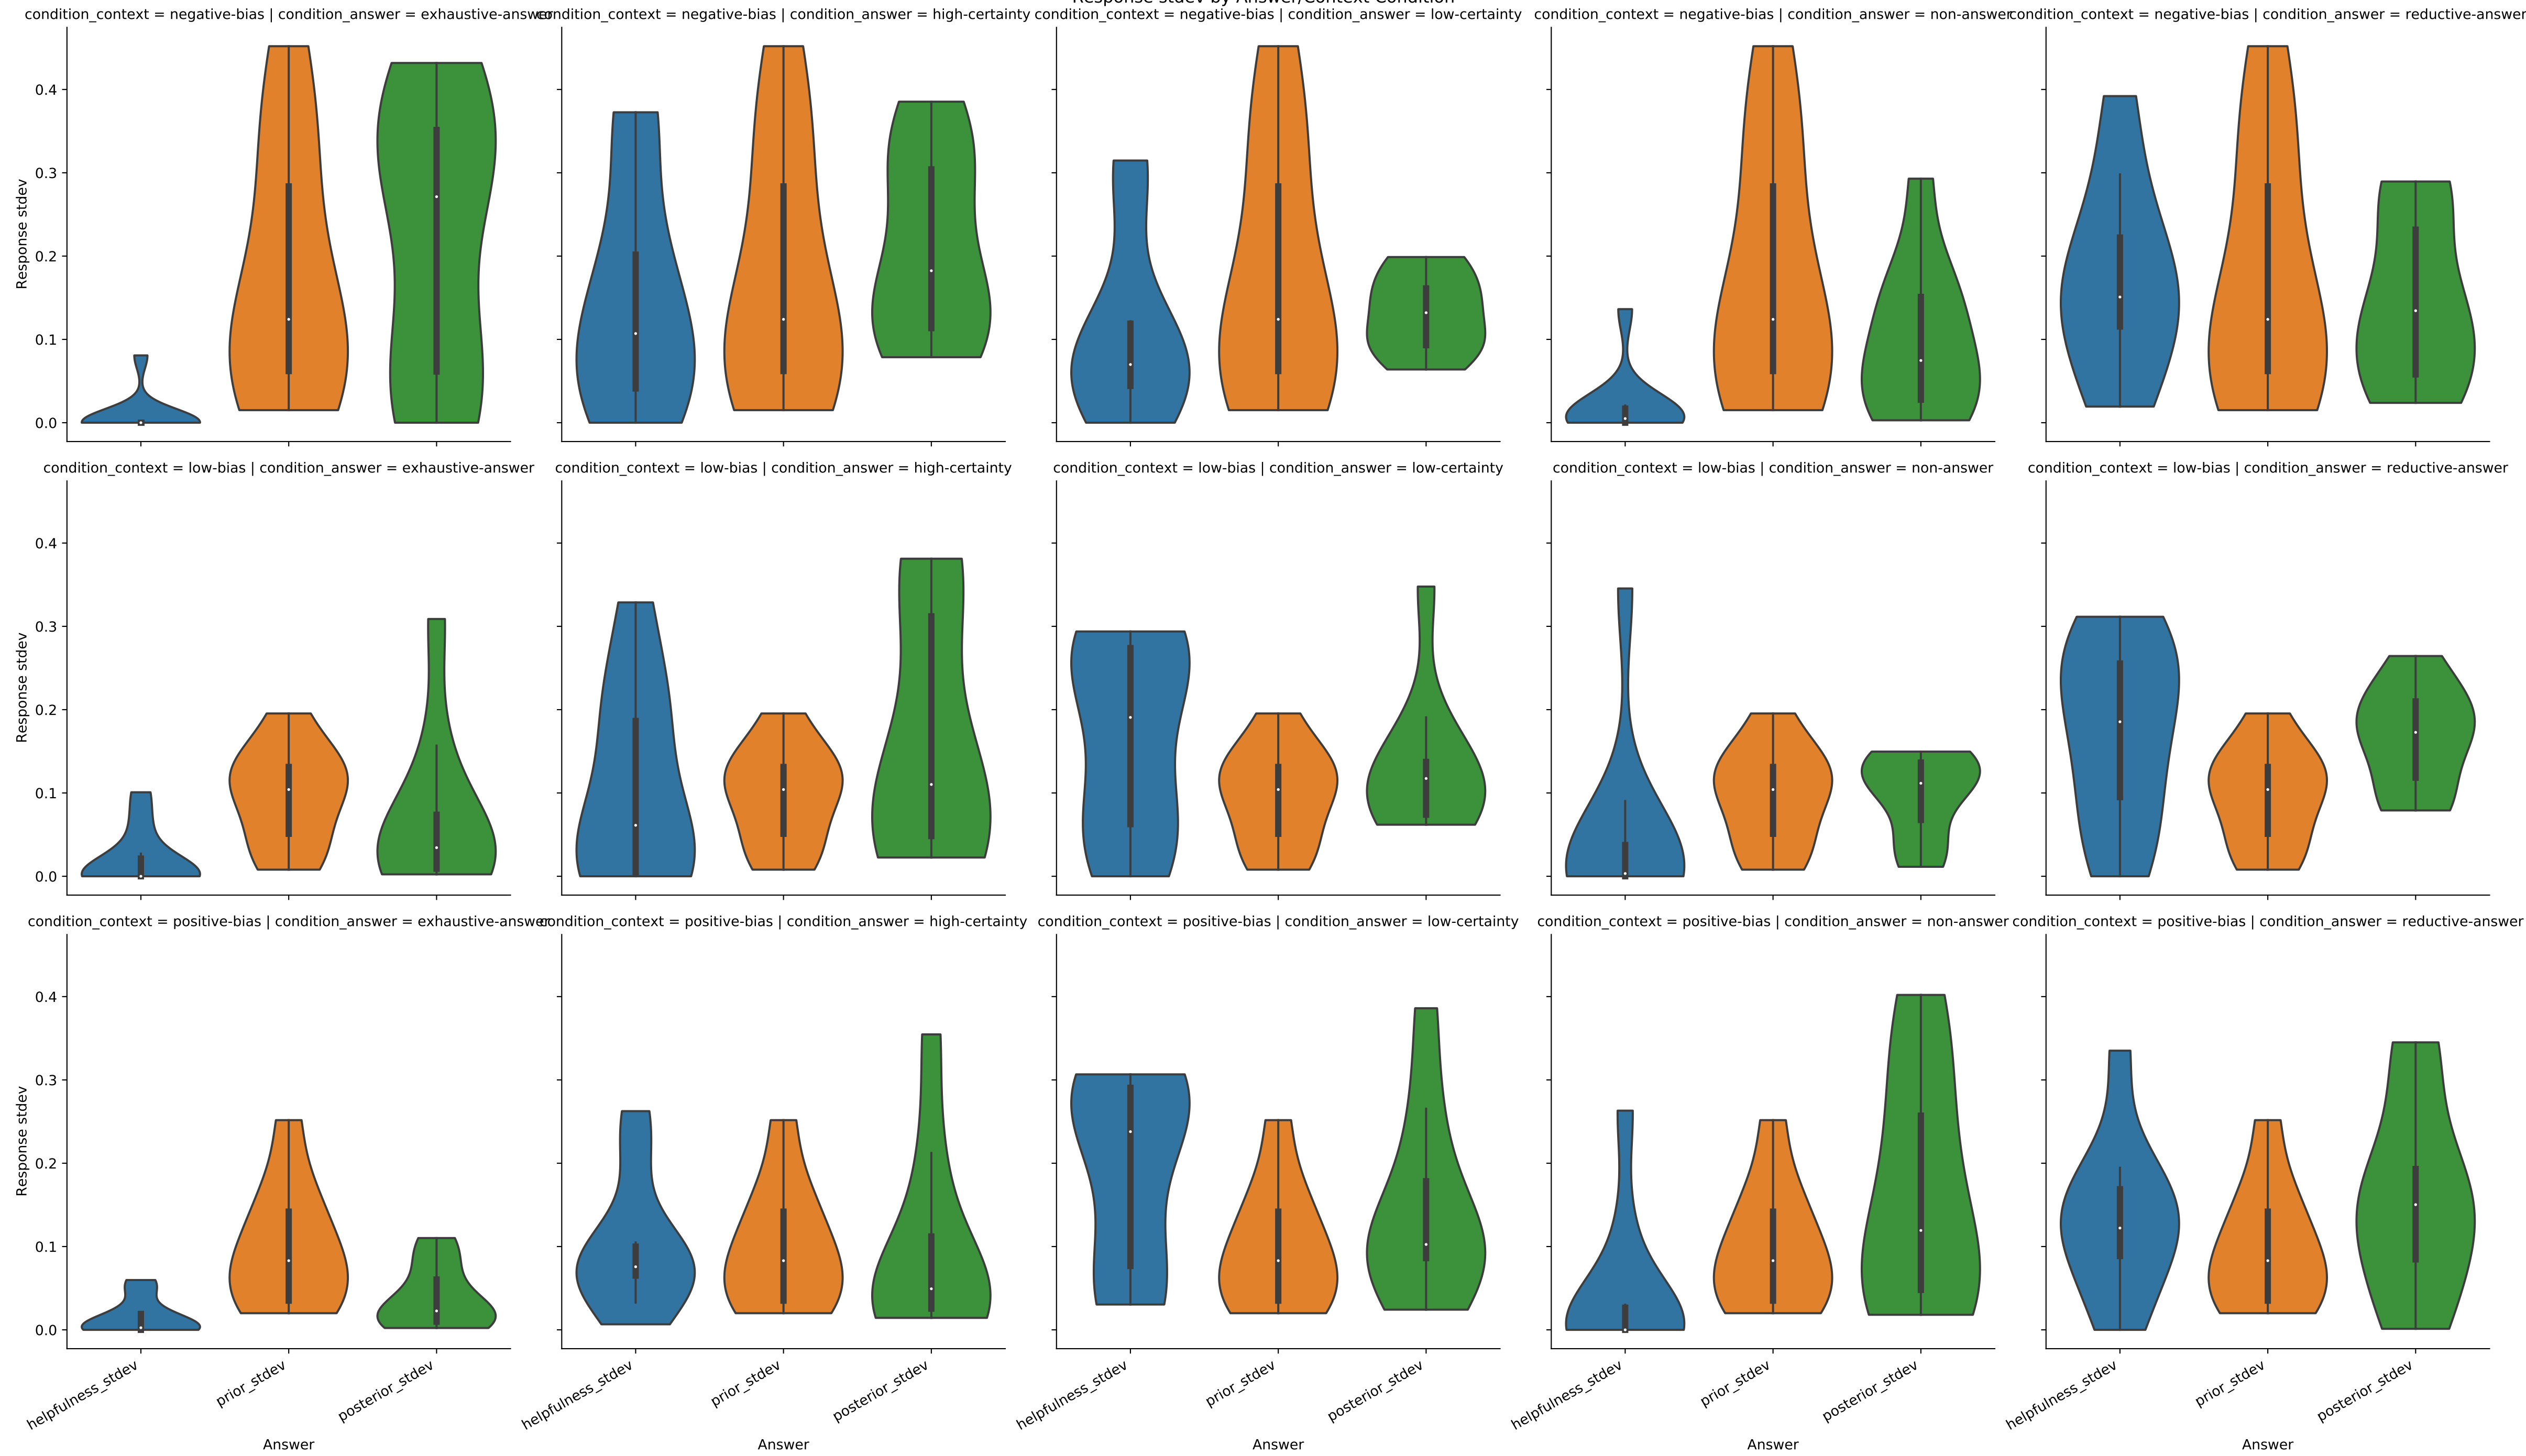 Response stdev by Answer/Context Condition
condition_context = negative-bias | condition_answer = exhaustive-answer
condition_context = negative-bias | condition_answer = high-certainty
condition_context = negative-bias | condition_answer = low-certainty
condition_context = negative-bias | condition_answer = non-answer
condition_context = negative-bias | condition_answer = reductive-answer
Response stdev
0.4
0.3
0.2
0.1
0.0
condition_context = low-bias | condition_answer = exhaustive-answer
condition_context = low-bias | condition_answer = high-certainty
condition_context = low-bias | condition_answer = low-certainty
condition_context = low-bias | condition_answer = non-answer
condition_context = low-bias | condition_answer = reductive-answer
Response stdev
0.4
0.3
0.2
0.1
0.0
condition_context = positive-bias | condition_answer = exhaustive-answer
condition_context = positive-bias | condition_answer = high-certainty
condition_context = positive-bias | condition_answer = low-certainty
condition_context = positive-bias | condition_answer = non-answer
condition_context = positive-bias | condition_answer = reductive-answer
Response stdev
0.4
0.3
0.2
0.1
0.0
helpfulness_stdev
prior_stdev
posterior_stdev
helpfulness_stdev
prior_stdev
posterior_stdev
helpfulness_stdev
prior_stdev
posterior_stdev
helpfulness_stdev
prior_stdev
posterior_stdev
helpfulness_stdev
prior_stdev
posterior_stdev
Answer
Answer
Answer
Answer
Answer